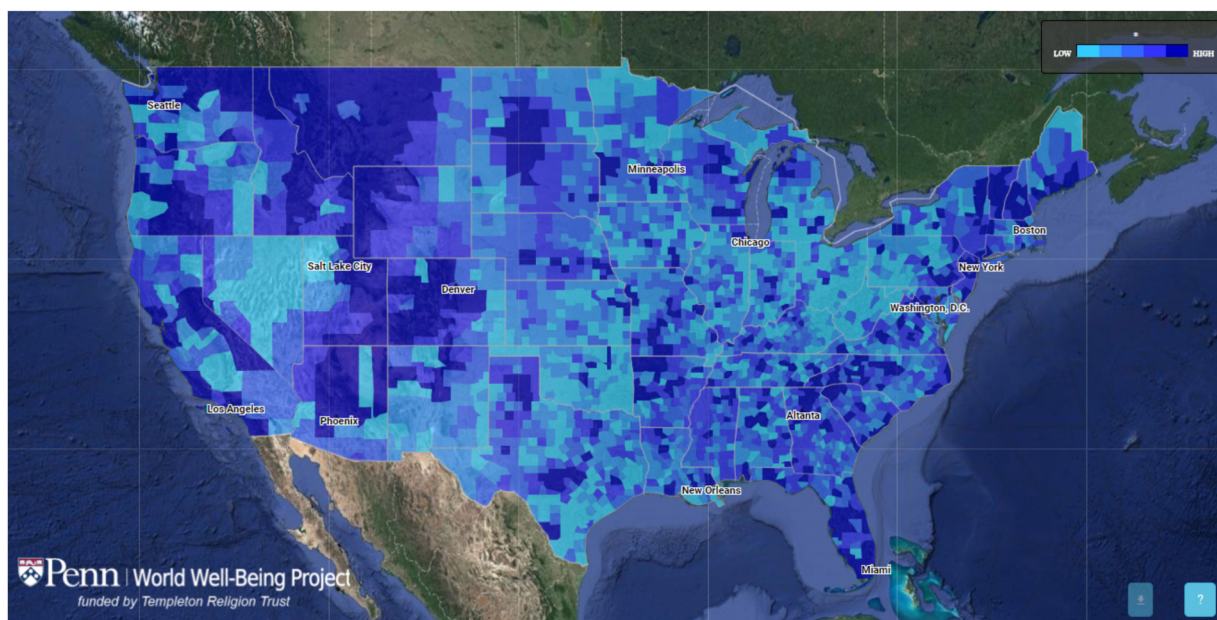 LOW
HIGH
Seattle
Minneapolis
Boston
Chicago
New York
Salt Lake City
Denver
Washington, D.C.
Los Angeles
Phoenix
Altanta
New Orleans
Miami
Penn | World Well-Being Project
funded by Templeton Religion Trust
?